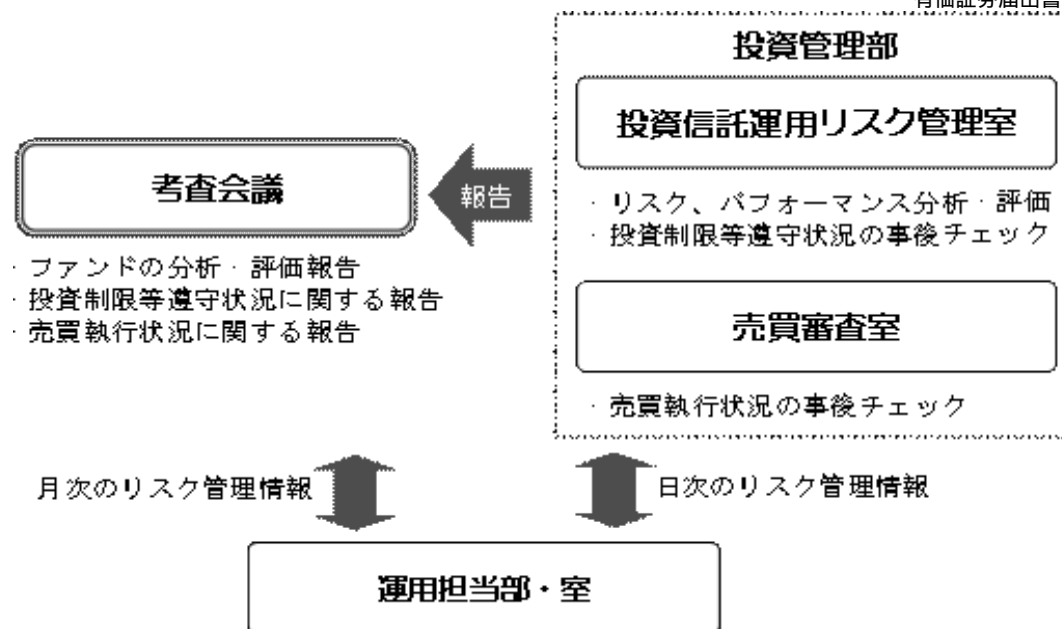 有価証券届出書
投資管理部
投資信託運用リスク管理室
・リスク、パフォーマンス分析・評価
・投資制限等遵守状況の事後チェック
売買審査室
・売買執行状況の事後チェック
報告
考査会議
・ファンドの分析・評価報告
・投資制限等遵守状況に関する報告
・売買執行状況に関する報告
月次のリスク管理情報
日次のリスク管理情報
運用担当部・室